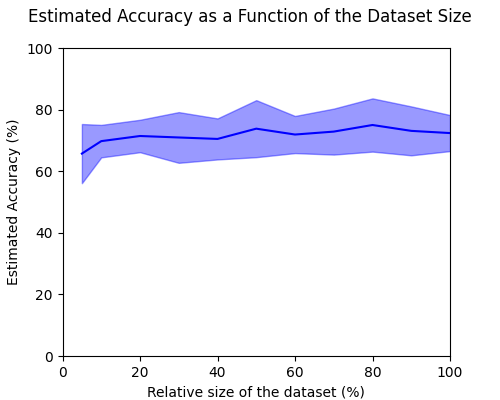 Estimated Accuracy as a Function of the Dataset Size
100
80
60
40
20
0
Estimated Accuracy (%)
0 20 40 60 80 100
Relative size of the dataset (%)